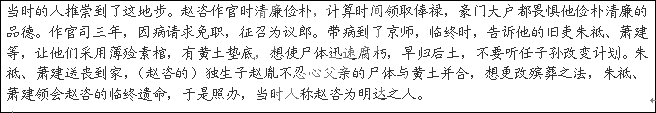 当时的人推崇到了这地步。赵咨作官时清廉俭朴，计算时间领取俸禄，豪门大户都畏惧他俭朴清廉的
品德。作官司三年，因病请求免职，征召为议郎。带病到了京师，临终时，告诉他的旧吏朱祗、萧建
等，让他们采用薄殓素棺，有黄土垫底，想使尸体迅速腐朽，早归后土，不要听任子孙改变计划。朱
祗、萧建送丧到家，（赵咨的）独生子赵胤不忍心父亲的尸体与黄土并合，想更改殡葬之法，朱祗、
萧建领会赵咨的临终遗命，于是照办，当时人称赵咨为明达之人。